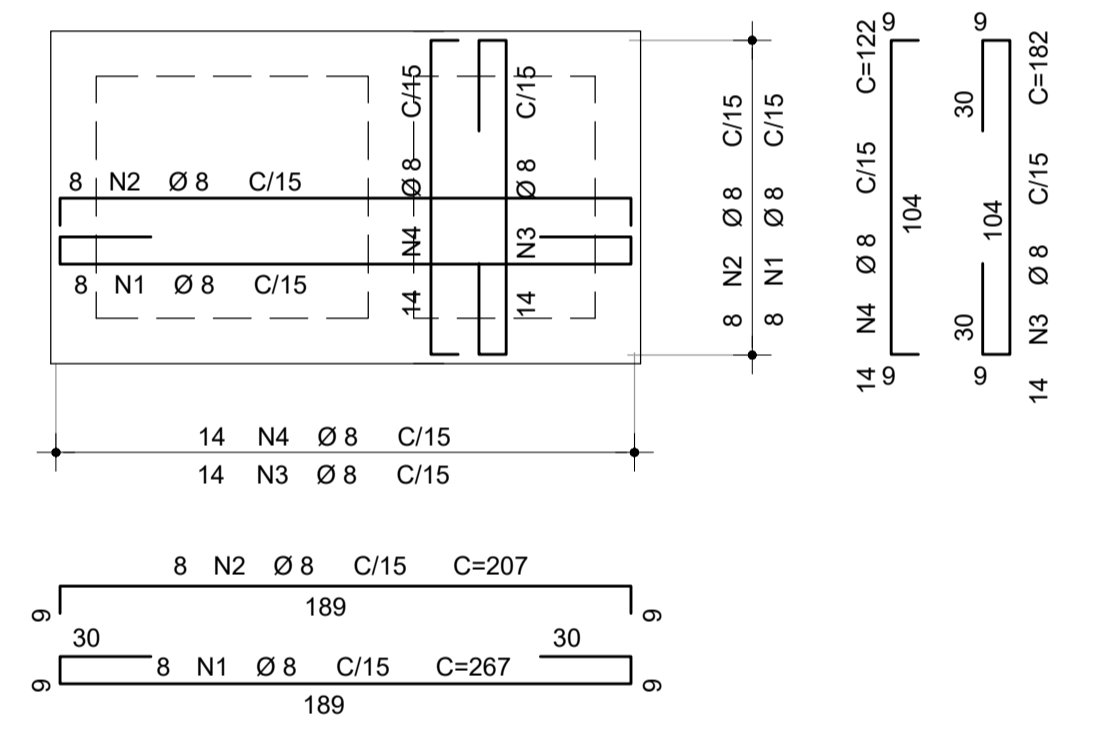 8 N2 Ø 8 C/15
8 N1 Ø 8 C/15
14 N4 Ø 8 C/15
14 N3 Ø 8 C/15
8 N2 Ø 8 C/15
8 N1 Ø 8 C/15
14 N4 Ø 8 C/15 C=122
9
104
9
9
30
104
30
9
14 N3 Ø 8 C/15 C=182
14 N4 Ø 8 C/15
14 N3 Ø 8 C/15
8 N2 Ø 8 C/15 C=207
9 189 9
30 30
8 N1 Ø 8 C/15 C=267
9 189 9